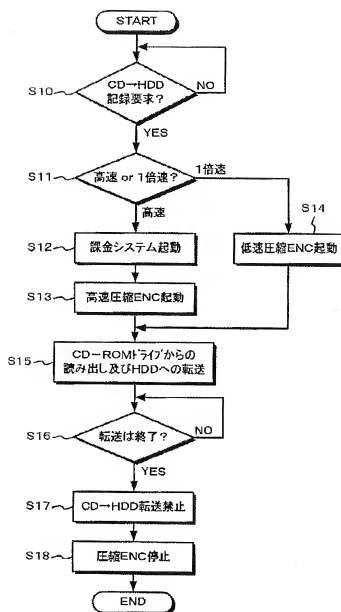 START
S10
CD→HDD
記録要求?
NO
YES
S11
高速 or 1倍速?
1倍速
高速
S14
S12
課金システム起動
低速圧縮ENC起動
S13
高速圧縮ENC起動
S15
CD-ROMドライブからの
読み出し及びHDDへの転送
S16
転送は終了?
NO
YES
S17
CD→HDD転送禁止
S18
圧縮ENC停止
END